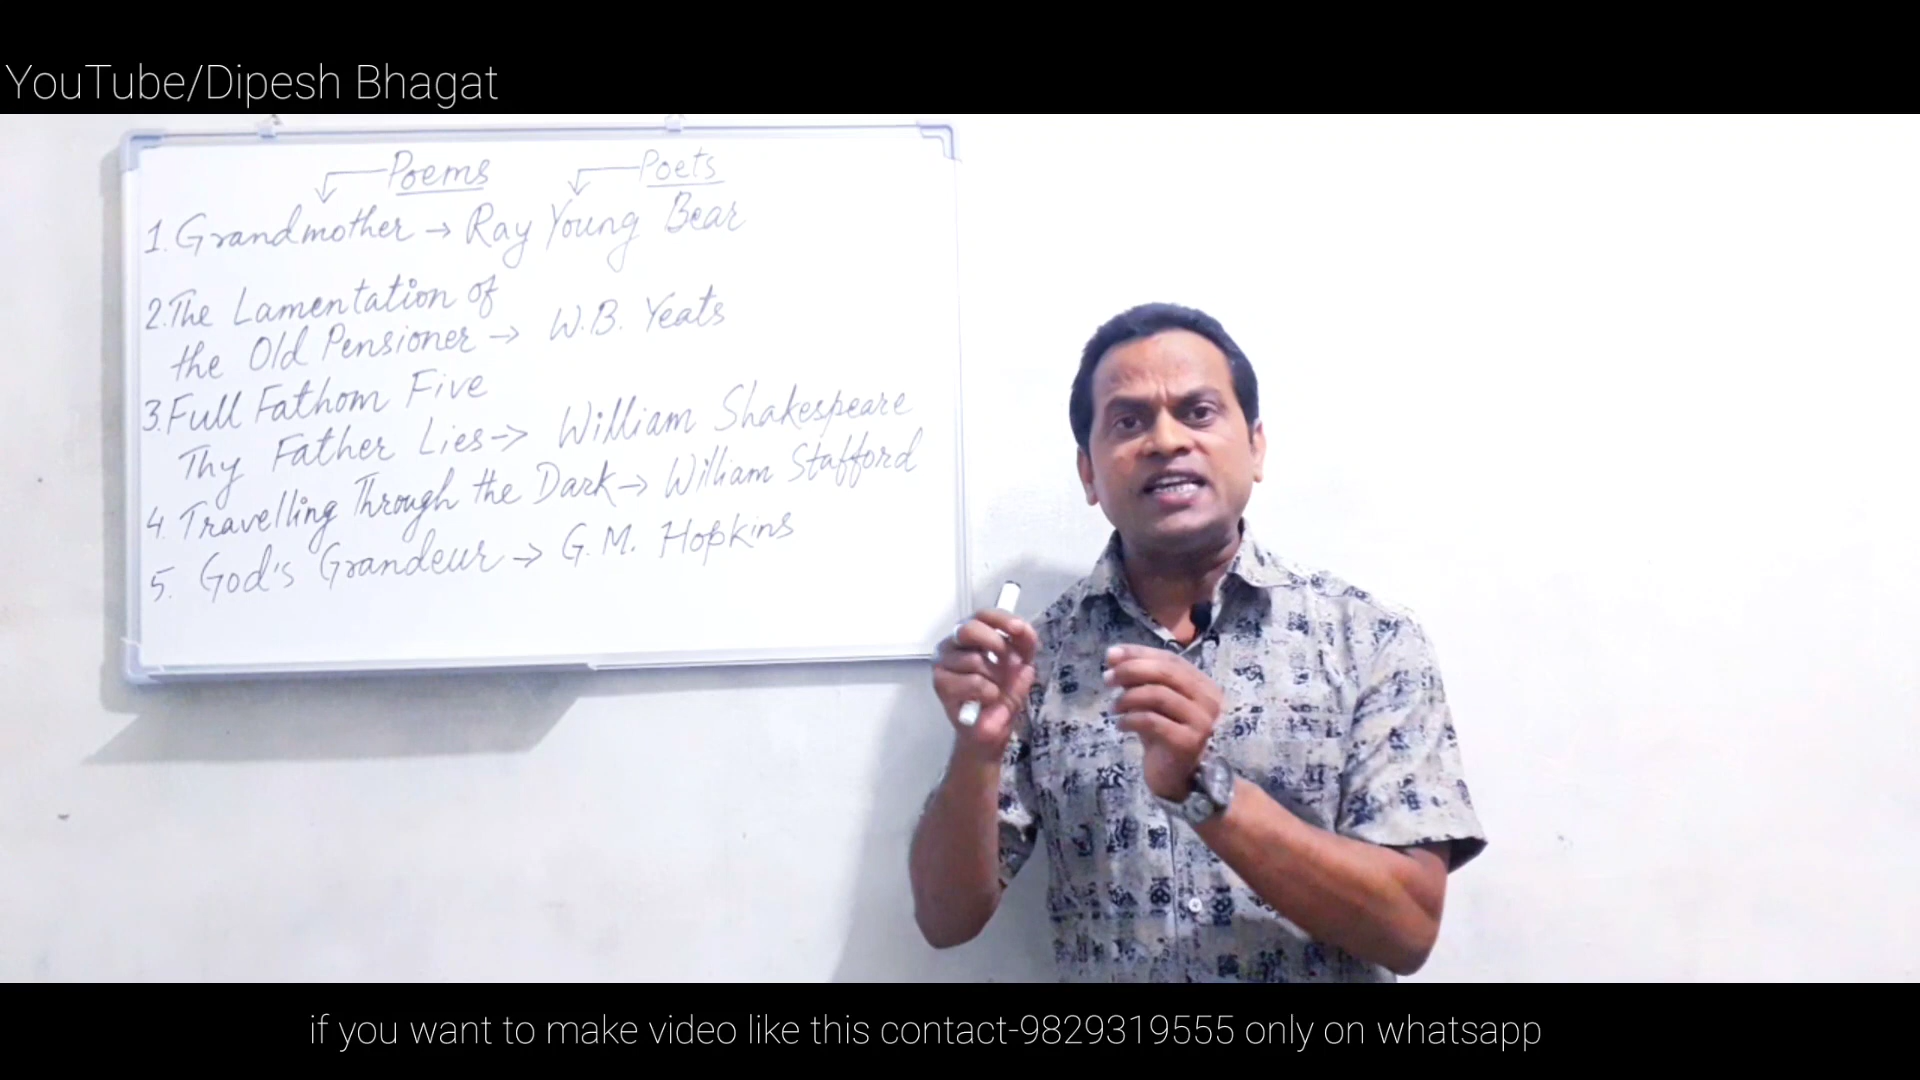 YouTube/Dipesh Bhagat
Poems Poets
1. Grandmother → Ray Young Bear
2. The Lamentation of
the Old Pensioner → W.B. Yeats
3. Full Fathom Five
Thy Father Lies → William Shakespeare
4. Travelling Through the Dark → William Stafford
5. God's Grandeur → G.M. Hopkins
if you want to make video like this contact-9829319555 only on whatsapp